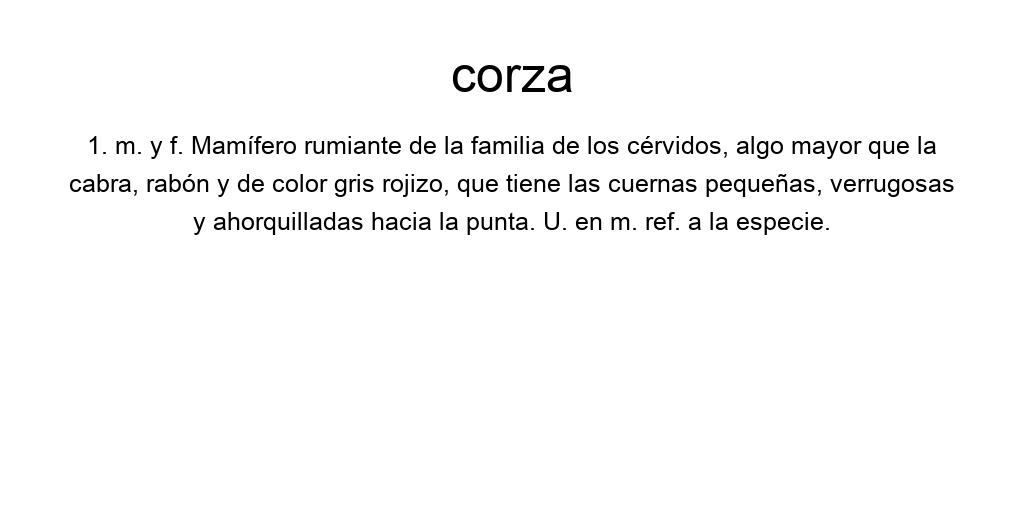 corza
1. m. y f. Mamífero rumiante de la familia de los cérvidos, algo mayor que la
cabra, rabón y de color gris rojizo, que tiene las cuernas pequeñas, verrugosas
y ahorquilladas hacia la punta. U. en m. ref. a la especie.